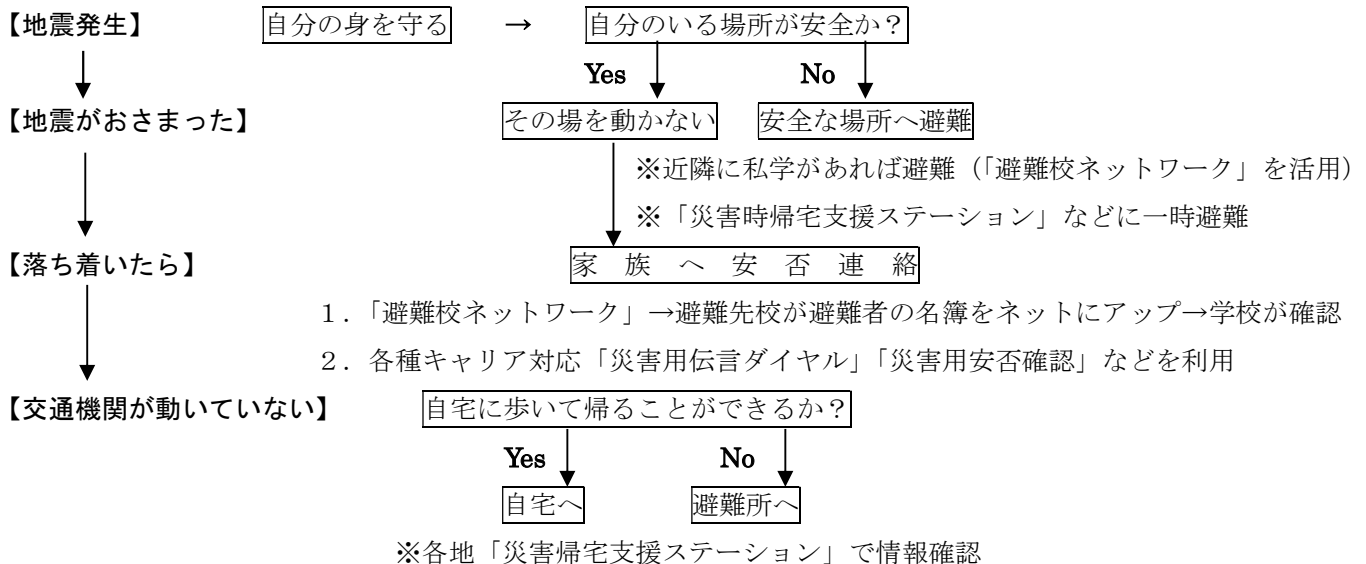 【地震発生】 自分の身を守る → 自分のいる場所が安全か？
Yes No
【地震がおさまった】 その場を動かない 安全な場所へ避難
※近隣に私学があれば避難（「避難校ネットワーク」を活用）
※「災害時帰宅支援ステーション」などに一時避難
【落ち着いたら】 家族へ安否連絡
１．「避難校ネットワーク」→避難先校が避難者の名簿をネットにアップ→学校が確認
２．各種キャリア対応「災害用伝言ダイヤル」「災害用安否確認」などを利用
【交通機関が動いていない】 自宅に歩いて帰ることができるか？
Yes No
自宅へ 避難所へ
※各地「災害帰宅支援ステーション」で情報確認